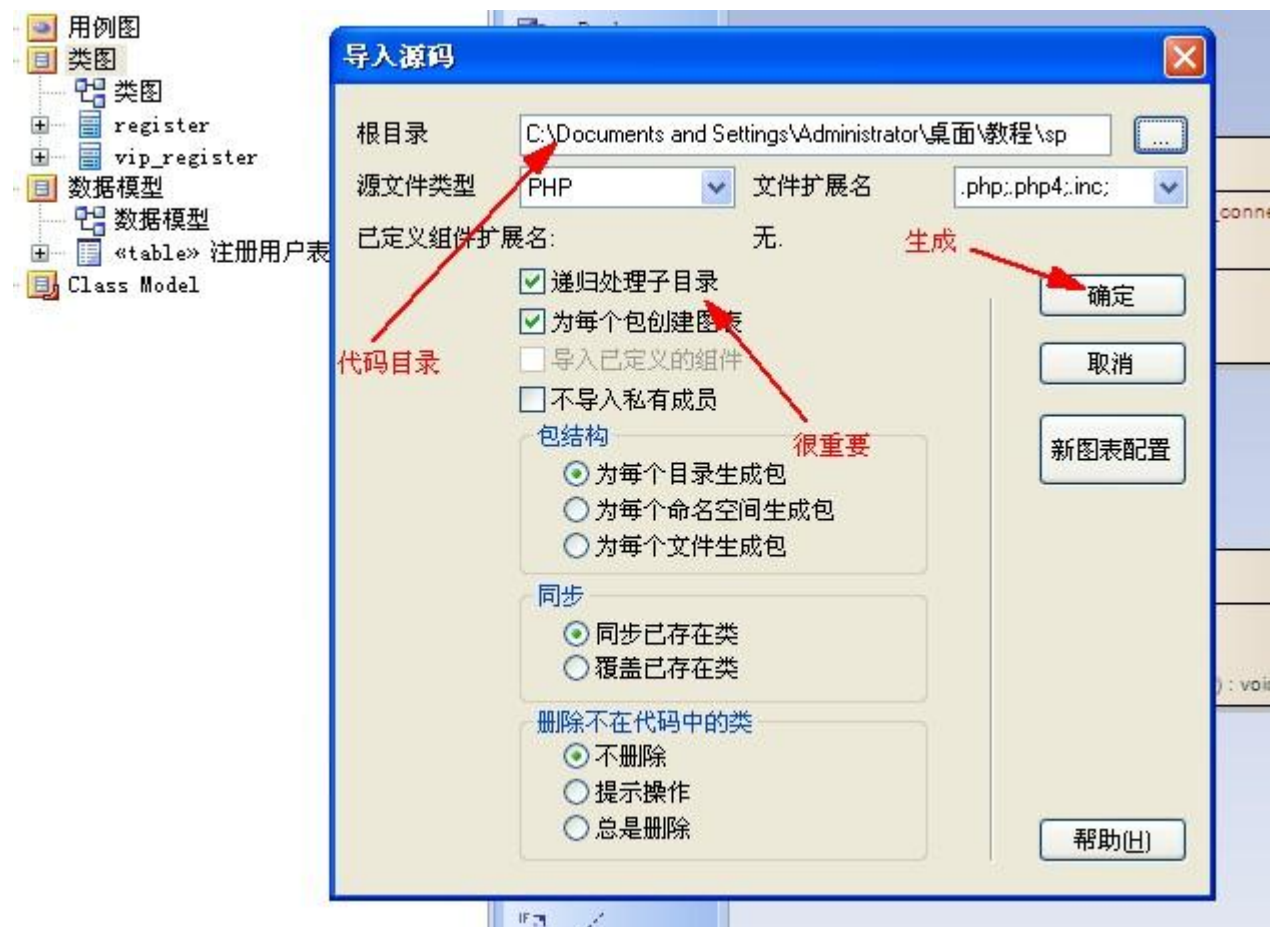 用例图
类图
类图
register
vip_register
数据模型
数据模型
«table» 注册用户表
Class Model
导入源码
根目录
C:\Documents and Settings\Administrator\桌面\教程\sp
...
源文件类型
PHP
文件扩展名
.php;.php4;.inc;
已定义组件扩展名:
无.
生成
递归处理子目录
确定
为每个包创建图表
代码目录
导入已定义的组件
取消
不导入私有成员
包结构
很重要
新图表配置
为每个目录生成包
为每个命名空间生成包
为每个文件生成包
同步
同步已存在类
覆盖已存在类
) : voi
删除不在代码中的类
不删除
提示操作
总是删除
帮助(H)